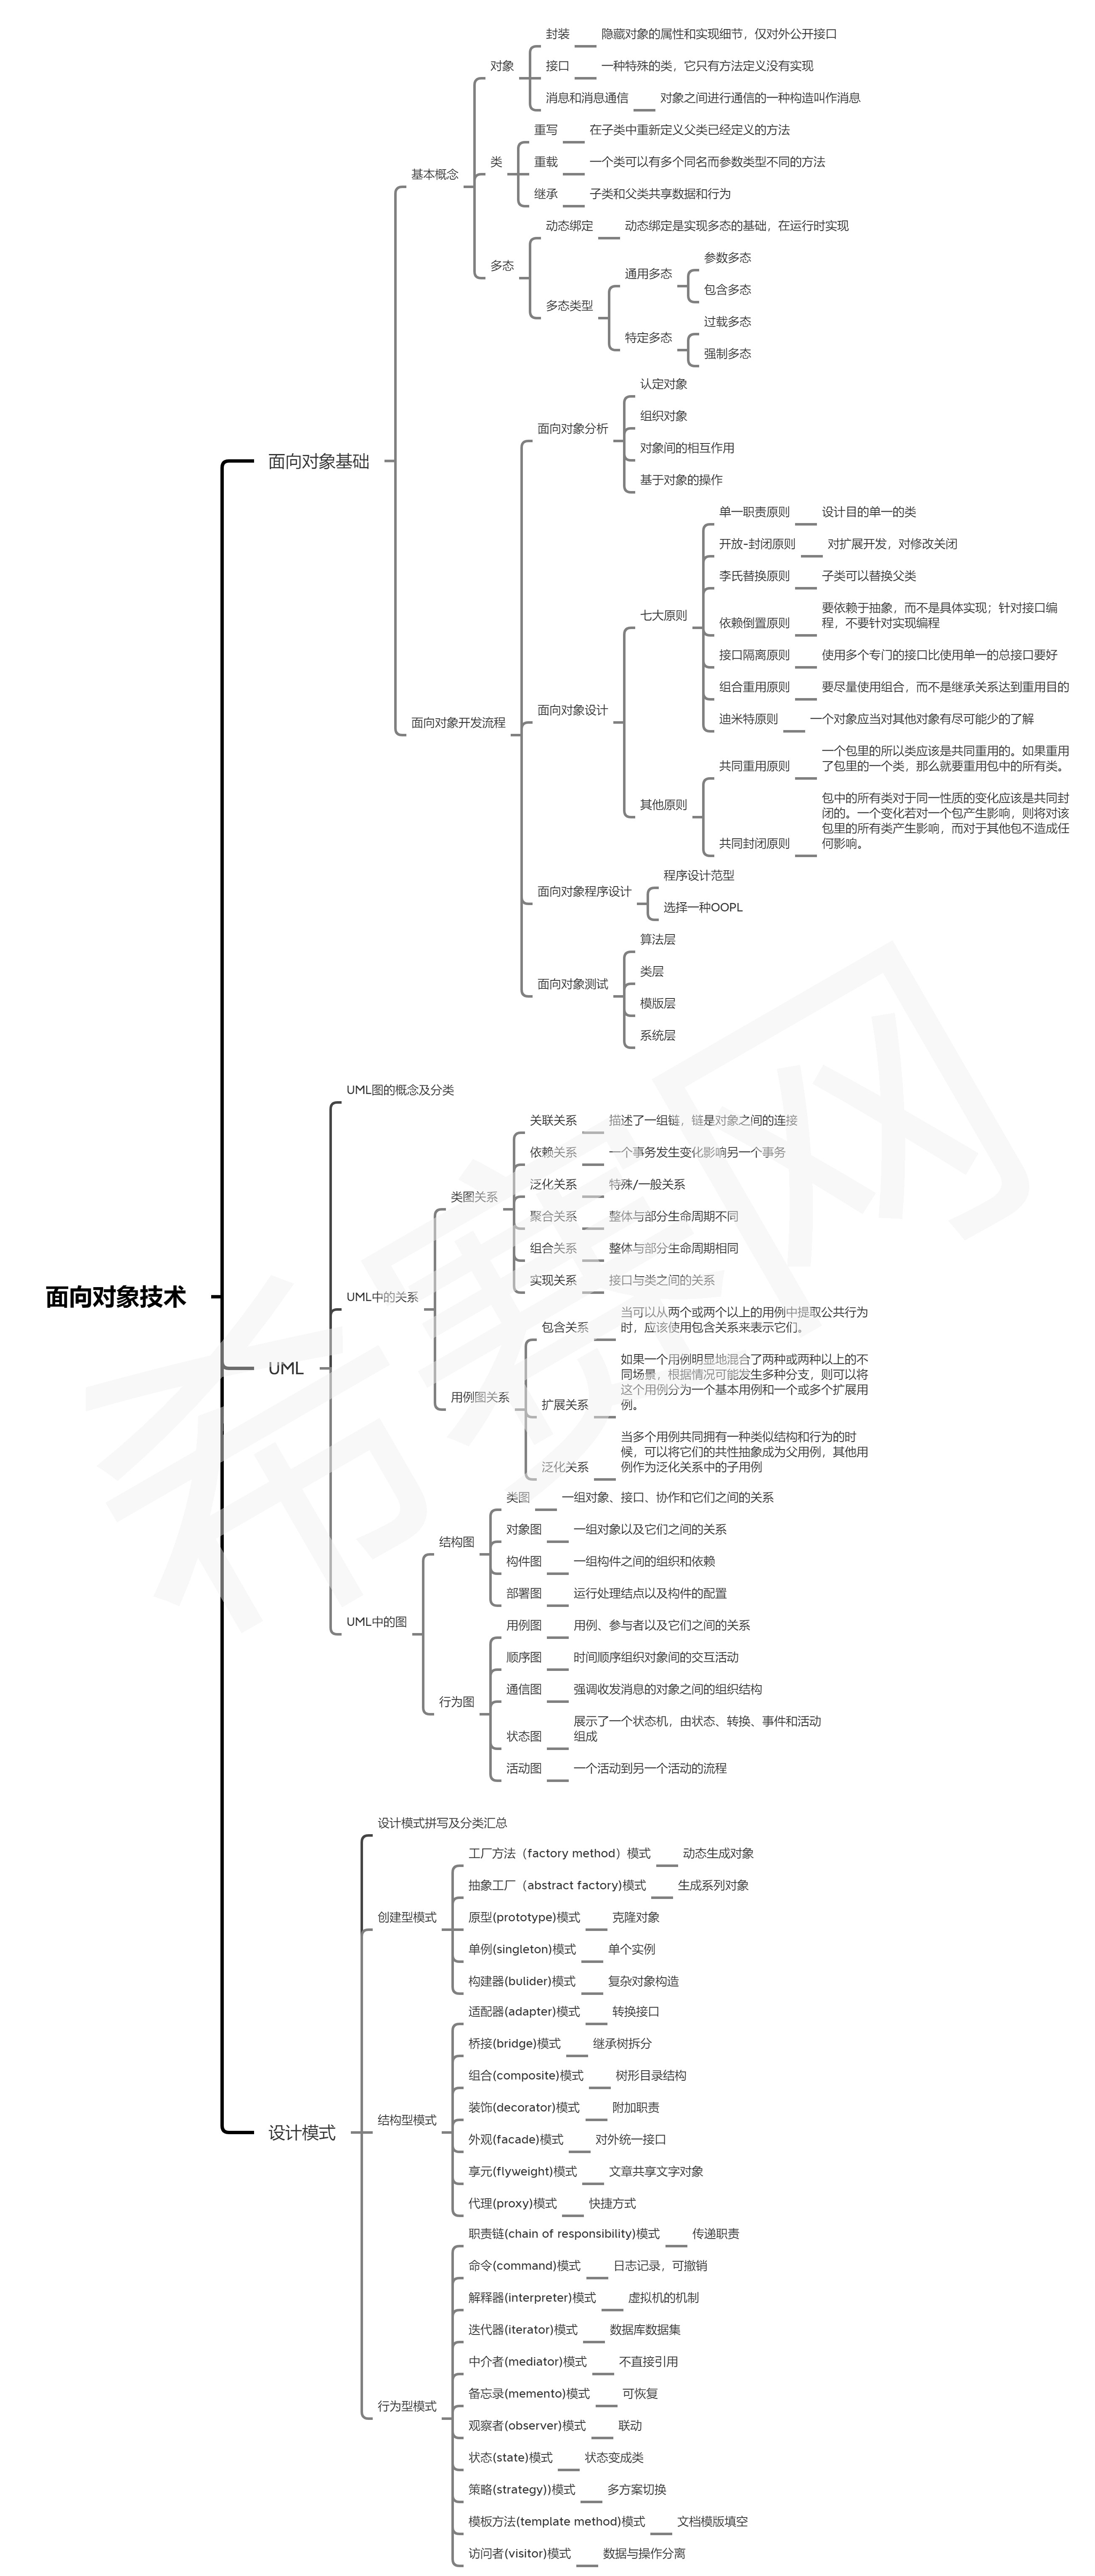 面向对象技术
面向对象基础
基本概念
对象
封装
隐藏对象的属性和实现细节，仅对外公开接口
接口
一种特殊的类，它只有方法定义没有实现
消息和消息通信
对象之间进行通信的一种构造叫作消息
类
重写
在子类中重新定义父类已经定义的方法
重载
一个类可以有多个同名而参数类型不同的方法
继承
子类和父类共享数据和行为
多态
动态绑定
动态绑定是实现多态的基础，在运行时实现
多态类型
通用多态
参数多态
包含多态
特定多态
过载多态
强制多态
面向对象开发流程
面向对象分析
认定对象
组织对象
对象间的相互作用
基于对象的操作
面向对象设计
七大原则
单一职责原则
设计目的单一的类
开放-封闭原则
对扩展开发，对修改关闭
李氏替换原则
子类可以替换父类
依赖倒置原则
要依赖于抽象，而不是具体实现；针对接口编
程，不要针对实现编程
接口隔离原则
使用多个专门的接口比使用单一的总接口要好
组合重用原则
要尽量使用组合，而不是继承关系达到重用目的
迪米特原则
一个对象应当对其他对象有尽可能少的了解
其他原则
共同重用原则
一个包里的所以类应该是共同重用的。如果重用
了包里的一个类，那么就要重用包中的所有类。
共同封闭原则
包中的所有类对于同一性质的变化应该是共同封
闭的。一个变化若对一个包产生影响，则将对该
包里的所有类产生影响，而对于其他包不造成任
何影响。
面向对象程序设计
程序设计范型
选择一种OOPL
面向对象测试
算法层
类层
模版层
系统层
UML
UML图的概念及分类
UML中的关系
类图关系
关联关系
描述了一组链，链是对象之间的连接
依赖关系
一个事务发生变化影响另一个事务
泛化关系
特殊/一般关系
聚合关系
整体与部分生命周期不同
组合关系
整体与部分生命周期相同
实现关系
接口与类之间的关系
用例图关系
包含关系
当可以从两个或两个以上的用例中提取公共行为
时，应该使用包含关系来表示它们。
扩展关系
如果一个用例明显地混合了两种或两种以上的不
同场景，根据情况可能发生多种分支，则可以将
这个用例分为一个基本用例和一个或多个扩展用
例。
泛化关系
当多个用例共同拥有一种类似结构和行为的时
候，可以将它们的共性抽象成为父用例，其他用
例作为泛化关系中的子用例
UML中的图
结构图
类图
一组对象、接口、协作和它们之间的关系
对象图
一组对象以及它们之间的关系
构件图
一组构件之间的组织和依赖
部署图
运行处理结点以及构件的配置
行为图
用例图
用例、参与者以及它们之间的关系
顺序图
时间顺序组织对象间的交互活动
通信图
强调收发消息的对象之间的组织结构
状态图
展示了一个状态机，由状态、转换、事件和活动
组成
活动图
一个活动到另一个活动的流程
设计模式
设计模式拼写及分类汇总
创建型模式
工厂方法（factory method）模式
动态生成对象
抽象工厂（abstract factory)模式
生成系列对象
原型(prototype)模式
克隆对象
单例(singleton)模式
单个实例
构建器(bulider)模式
复杂对象构造
结构型模式
适配器(adapter)模式
转换接口
桥接(bridge)模式
继承树拆分
组合(composite)模式
树形目录结构
装饰(decorator)模式
附加职责
外观(facade)模式
对外统一接口
享元(flyweight)模式
文章共享文字对象
代理(proxy)模式
快捷方式
行为型模式
职责链(chain of responsibility)模式
传递职责
命令(command)模式
日志记录，可撤销
解释器(interpreter)模式
虚拟机的机制
迭代器(iterator)模式
数据库数据集
中介者(mediator)模式
不直接引用
备忘录(memento)模式
可恢复
观察者(observer)模式
联动
状态(state)模式
状态变成类
策略(strategy))模式
多方案切换
模板方法(template method)模式
文档模版填空
访问者(visitor)模式
数据与操作分离
希赛网